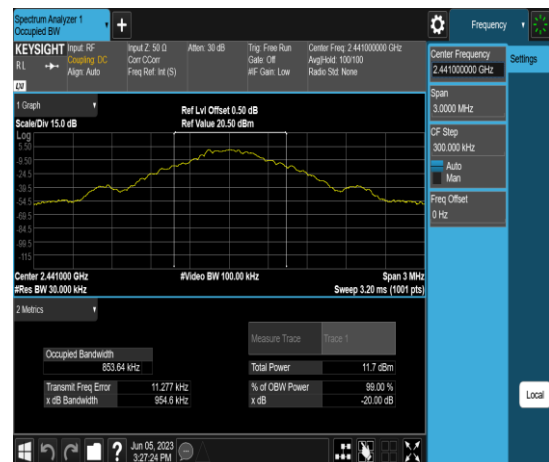 Spectrum Analyzer 1
Occupied BW
Frequency
KEYSIGHT
Input: RF
Input Z: 50 Ω
Atten: 30 dB
Trig: Free Run
Center Freq: 2.441000000 GHz
R L
Coupling: DC
Corr CCorr
Gate: Off
Avg|Hold: 100/100
Align: Auto
Freq Ref: Int (S)
#IF Gain: Low
Radio Std: None
LXI
1 Graph
Scale/Div 15.0 dB
Ref Lvl Offset 0.50 dB
Ref Value 20.50 dBm
Log
5.50
-9.50
-24.5
-39.5
-54.5
-69.5
-84.5
-99.5
-115
Center 2.441000 GHz
#Video BW 100.00 kHz
Span 3 MHz
#Res BW 30.000 kHz
Sweep 3.20 ms (1001 pts)
2 Metrics
Measure Trace
Trace 1
Occupied Bandwidth
853.64 kHz
Total Power
11.7 dBm
Transmit Freq Error
11.277 kHz
% of OBW Power
99.00 %
x dB Bandwidth
954.6 kHz
x dB
-20.00 dB
Center Frequency
2.441000000 GHz
Settings
Span
3.0000 MHz
CF Step
300.000 kHz
Auto
Man
Freq Offset
0 Hz
Local
?
Jun 05, 2023
3:27:24 PM